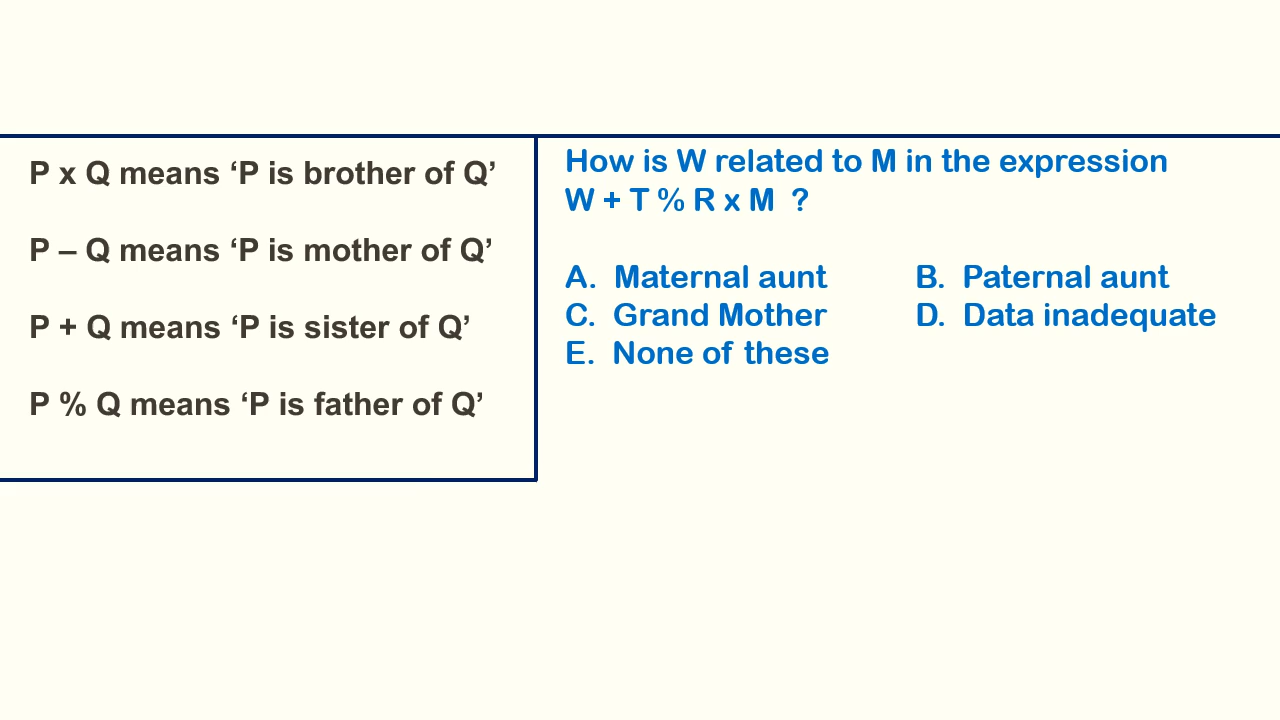 P x Q means ‘P is brother of Q’
P – Q means ‘P is mother of Q’
P + Q means ‘P is sister of Q’
P % Q means ‘P is father of Q’
How is W related to M in the expression
W + T % R x M ?
A. Maternal aunt B. Paternal aunt
C. Grand Mother D. Data inadequate
E. None of these